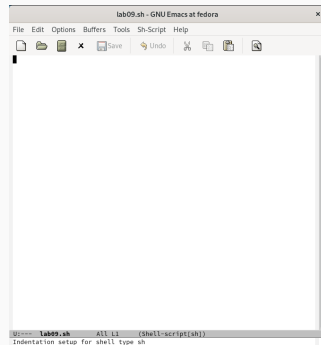 lab09.sh - GNU Emacs at fedora ×
File Edit Options Buffers Tools Sh-Script Help
Save Undo
U:--- lab09.sh All L1 (Shell-script[sh])
Indentation setup for shell type sh